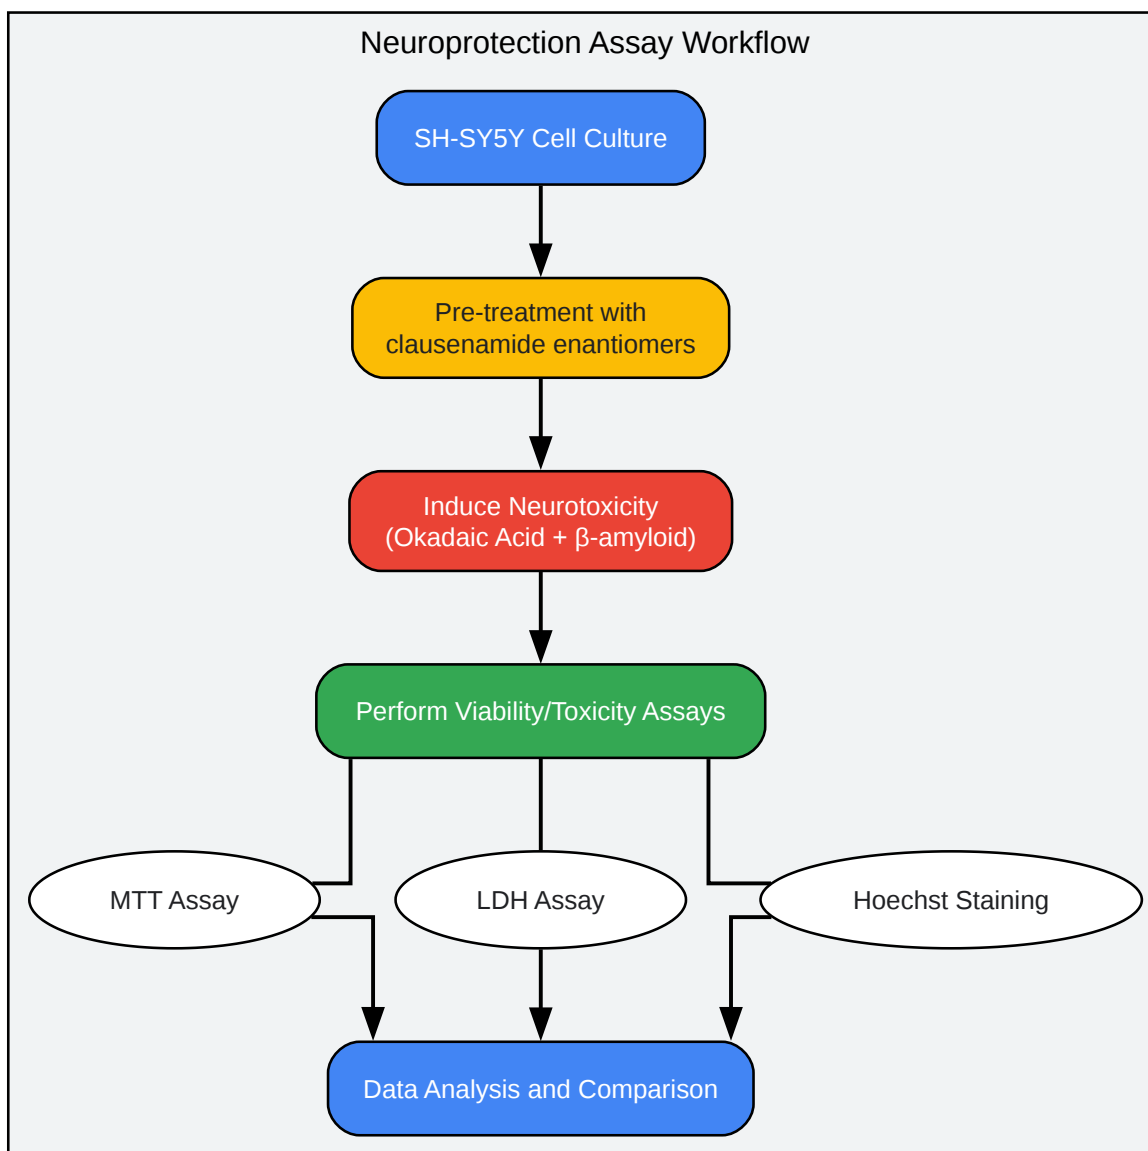 Neuroprotection Assay Workflow
SH-SY5Y Cell Culture
Pre-treatment with
clausenamide enantiomers
Induce Neurotoxicity
(Okadaic Acid + β-amyloid)
Perform Viability/Toxicity Assays
MTT Assay
LDH Assay
Hoechst Staining
Data Analysis and Comparison